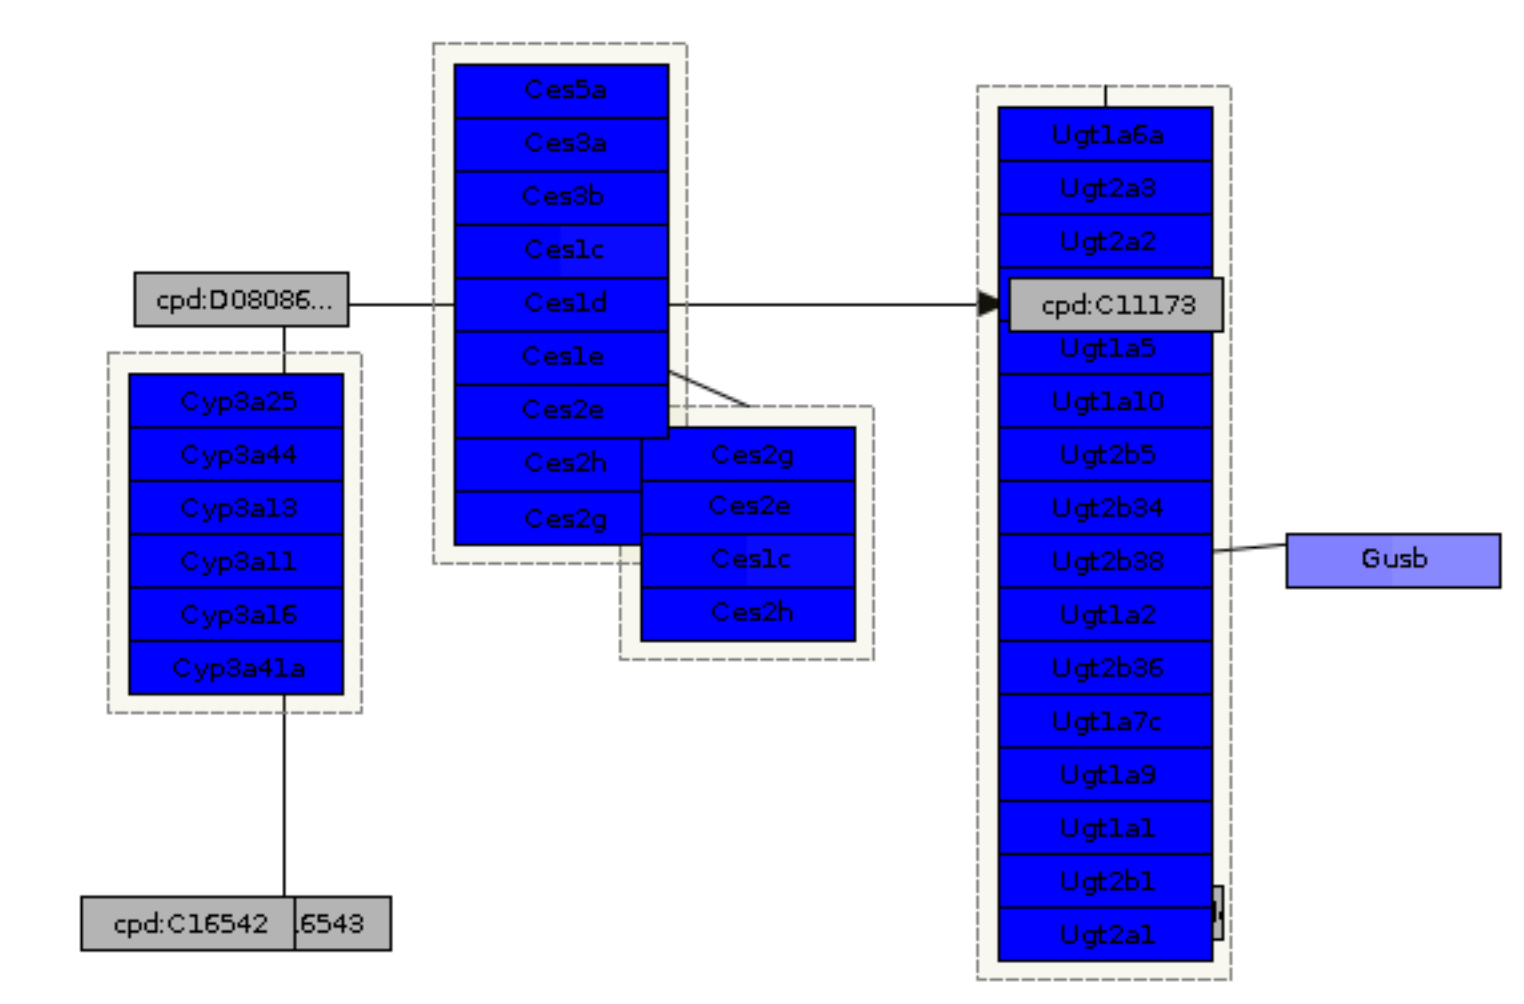 cpd:D08086...
Cyp3a25
Cyp3a44
Cyp3a13
Cyp3a11
Cyp3a16
Cyp3a41a
cpd:C16542
6543
Ces5a
Ces3a
Ces3b
Ces1c
Ces1d
Ces1e
Ces2e
Ces2h
Ces2g
Ces2g
Ces2e
Ces1c
Ces2h
Ugt1a6a
Ugt2a3
Ugt2a2
cpd:C11173
Ugt1a5
Ugt1a10
Ugt2b5
Ugt2b34
Ugt2b38
Ugt1a2
Ugt2b36
Ugt1a7c
Ugt1a9
Ugt1a1
Ugt2b1
Ugt2a1
Gusb